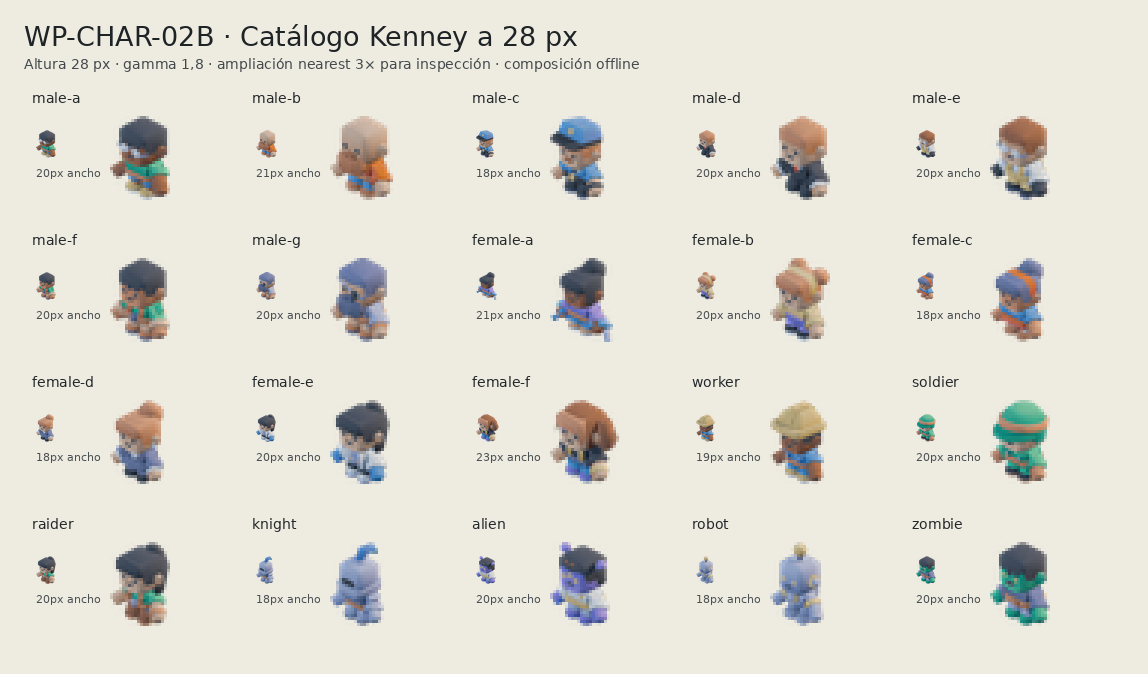 WP-CHAR-02B · Catálogo Kenney a 28 px
Altura 28 px · gamma 1,8 · ampliación nearest 3× para inspección · composición offline
male-a male-b male-c male-d male-e
20px ancho 21px ancho 18px ancho 20px ancho 20px ancho
male-f male-g female-a female-b female-c
20px ancho 20px ancho 21px ancho 20px ancho 18px ancho
female-d female-e female-f worker soldier
18px ancho 20px ancho 23px ancho 19px ancho 20px ancho
raider knight alien robot zombie
20px ancho 18px ancho 20px ancho 18px ancho 20px ancho